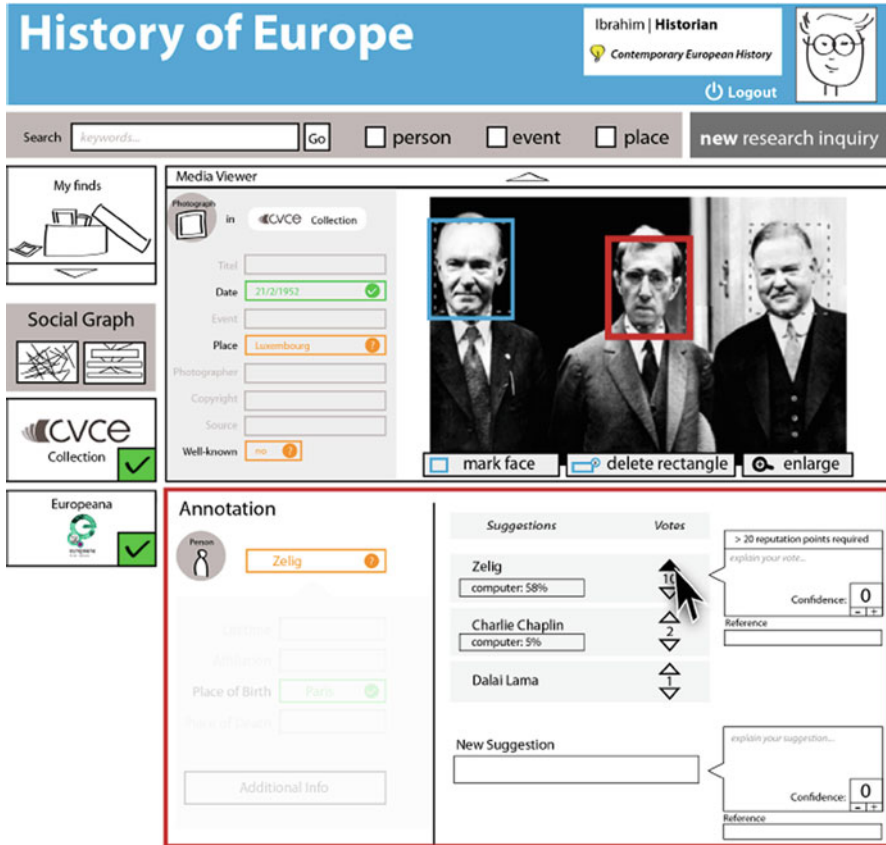 History of Europe
Ibrahim | Historian
Contemporary European History
Logout
Search keywords... Go person event place new research inquiry
My finds
Media Viewer
Photograph in cvce Collection
Titel
Date 21/2/1952
Event
Place Luxembourg ?
Photographer
Copyright
Source
Well-known no ?
mark face delete rectangle enlarge
Social Graph
cvce
Collection
Europeana
europeana
Annotation
Person
Zelig ?
Place of Birth Paris
Additional Info
Suggestions Votes
Zelig
computer: 58%
10
Charlie Chaplin
computer: 5%
2
Dalai Lama
1
> 20 reputation points required
explain your vote...
Confidence: 0
- +
Reference
New Suggestion
explain your suggestion...
Confidence: 0
- +
Reference